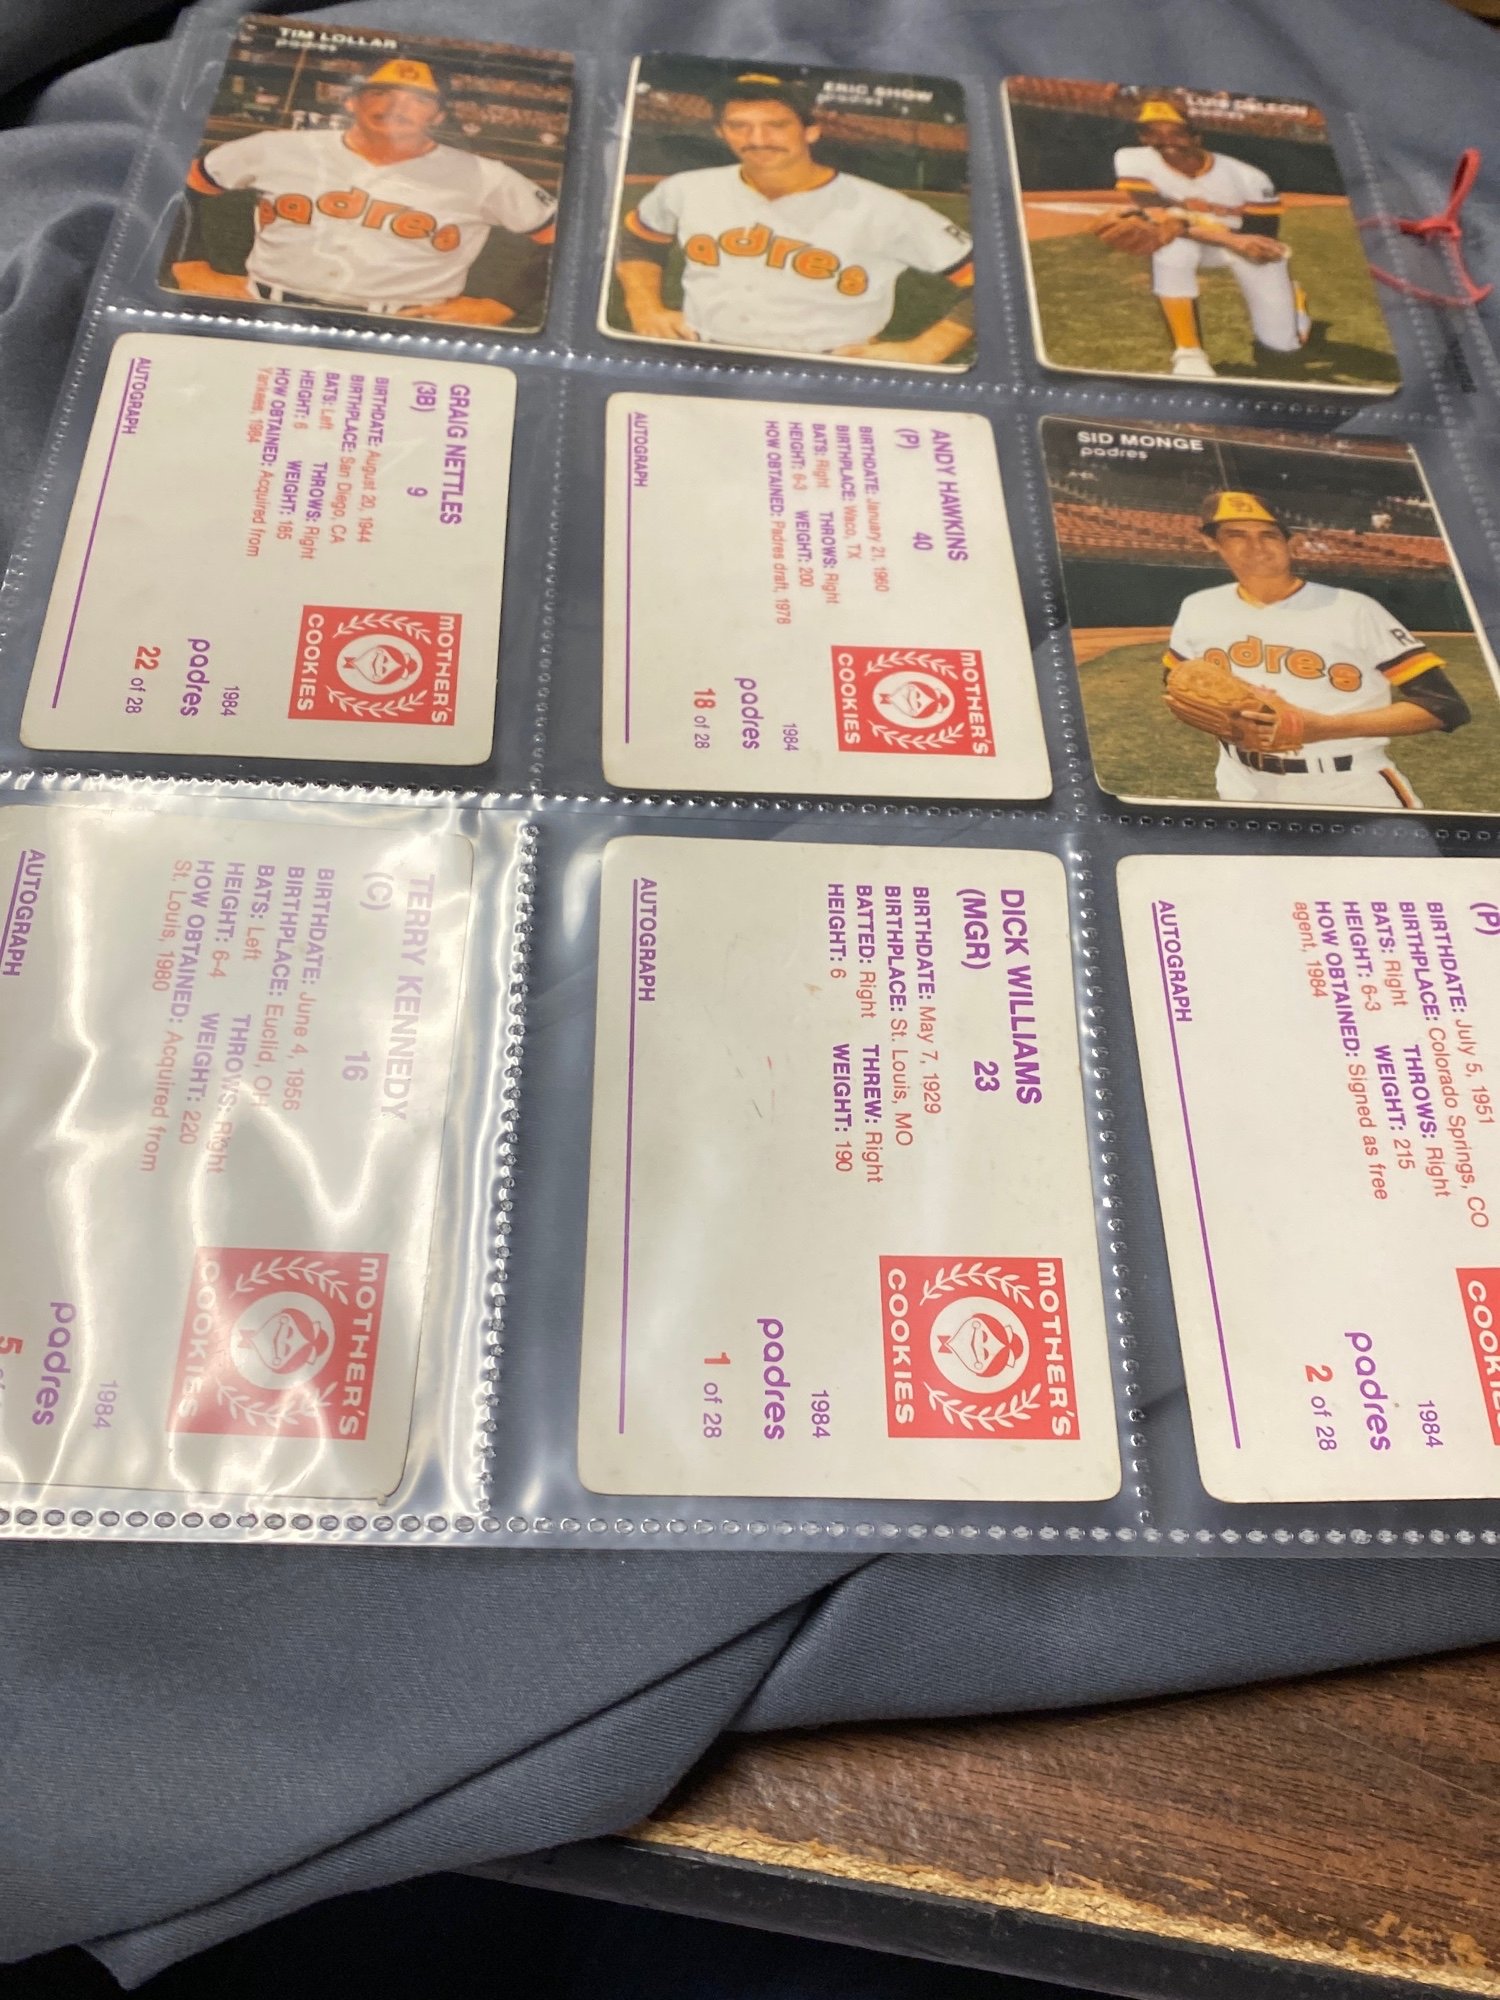 TIM LOLLAR
padres
ERIC SHOW
padres
LUIS DELEON
padres
GRAIG NETTLES
(3B) 9
BIRTHDATE: August 20, 1944
BIRTHPLACE: San Diego, CA
BATS: Left THROWS: Right
HEIGHT: 6 WEIGHT: 185
HOW OBTAINED: Acquired from
Yankees, 1984
AUTOGRAPH
MOTHER'S
COOKIES
1984
padres
22 of 28
ANDY HAWKINS
(P) 40
BIRTHDATE: January 21, 1960
BIRTHPLACE: Waco, TX
BATS: Right THROWS: Right
HEIGHT: 6-3 WEIGHT: 200
HOW OBTAINED: Padres draft, 1978
AUTOGRAPH
MOTHER'S
COOKIES
1984
padres
18 of 28
SID MONGE
padres
TERRY KENNEDY
(C) 16
BIRTHDATE: June 4, 1956
BIRTHPLACE: Euclid, OH
BATS: Left THROWS: Right
HEIGHT: 6-4 WEIGHT: 220
HOW OBTAINED: Acquired from
St. Louis, 1980
AUTOGRAPH
MOTHER'S
COOKIES
1984
padres
5
DICK WILLIAMS
(MGR) 23
BIRTHDATE: May 7, 1929
BIRTHPLACE: St. Louis, MO
BATTED: Right THREW: Right
HEIGHT: 6 WEIGHT: 190
AUTOGRAPH
MOTHER'S
COOKIES
1984
padres
1 of 28
(P)
BIRTHDATE: July 5, 1951
BIRTHPLACE: Colorado Springs, CO
BATS: Right THROWS: Right
HEIGHT: 6-3 WEIGHT: 215
HOW OBTAINED: Signed as free
agent, 1984
AUTOGRAPH
1984
padres
2 of 28